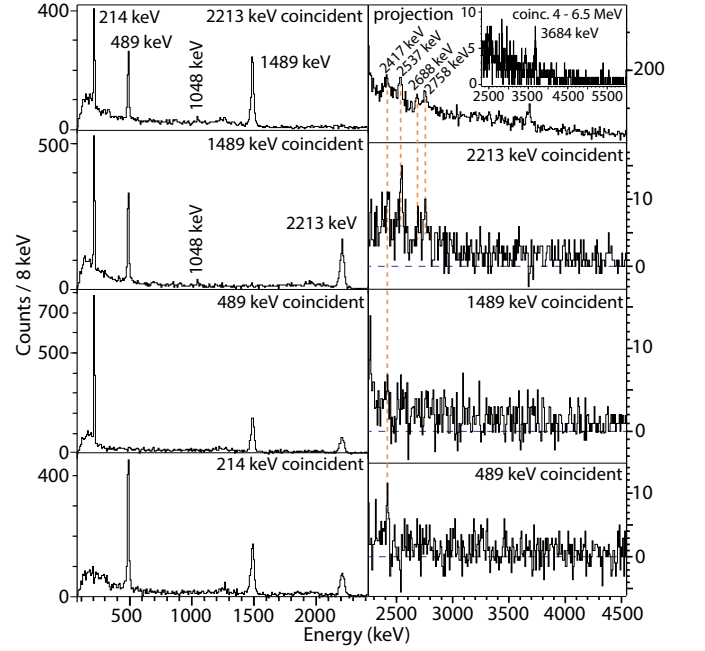 400
214 keV
2213 keV coincident
489 keV
1048 keV
1489 keV
0
projection
2417 keV
2537 keV
2688 keV
2758 keV
200
10
5
0
coinc. 4 - 6.5 MeV
3684 keV
2500 3500 4500 5500
500
1489 keV coincident
1048 keV
2213 keV
0
2213 keV coincident
10
0
700
500
489 keV coincident
0
1489 keV coincident
10
0
400
214 keV coincident
0
489 keV coincident
10
0
500 1000 1500 2000
2500 3000 3500 4000 4500
Energy (keV)
Counts / 8 keV